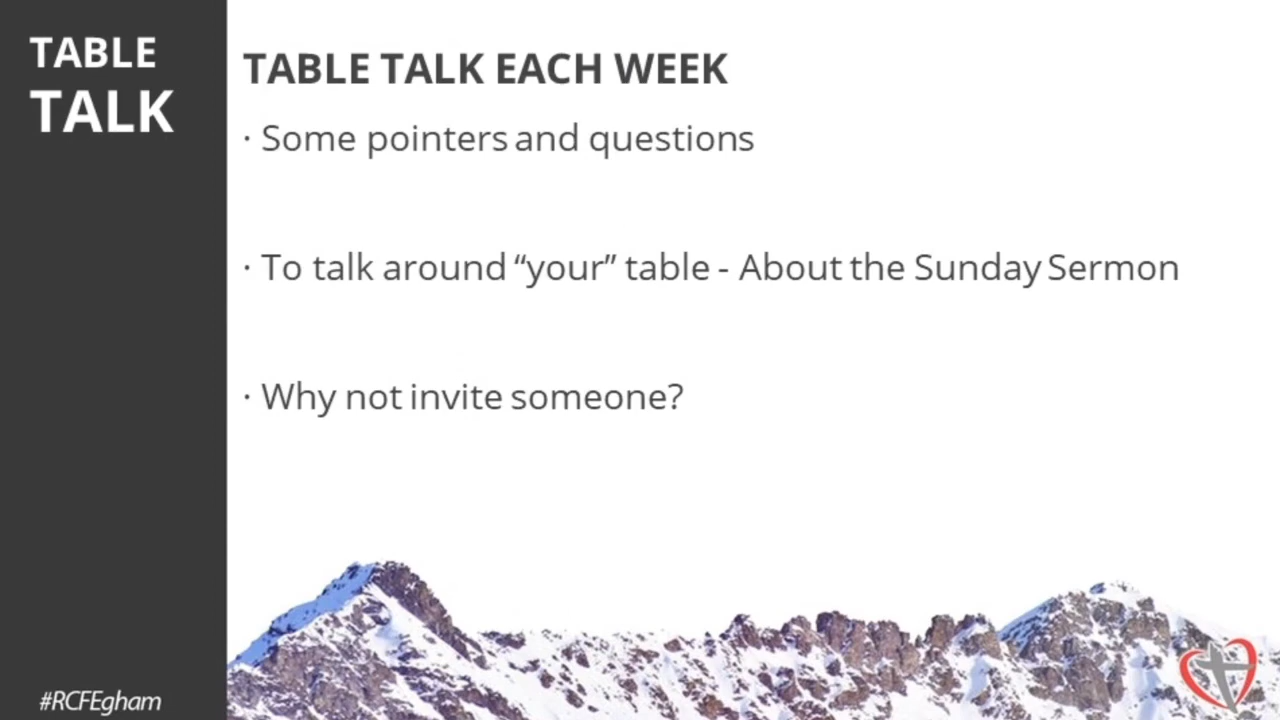 TABLE
TALK
TABLE TALK EACH WEEK
· Some pointers and questions
· To talk around “your” table - About the Sunday Sermon
· Why not invite someone?
#RCFEgham